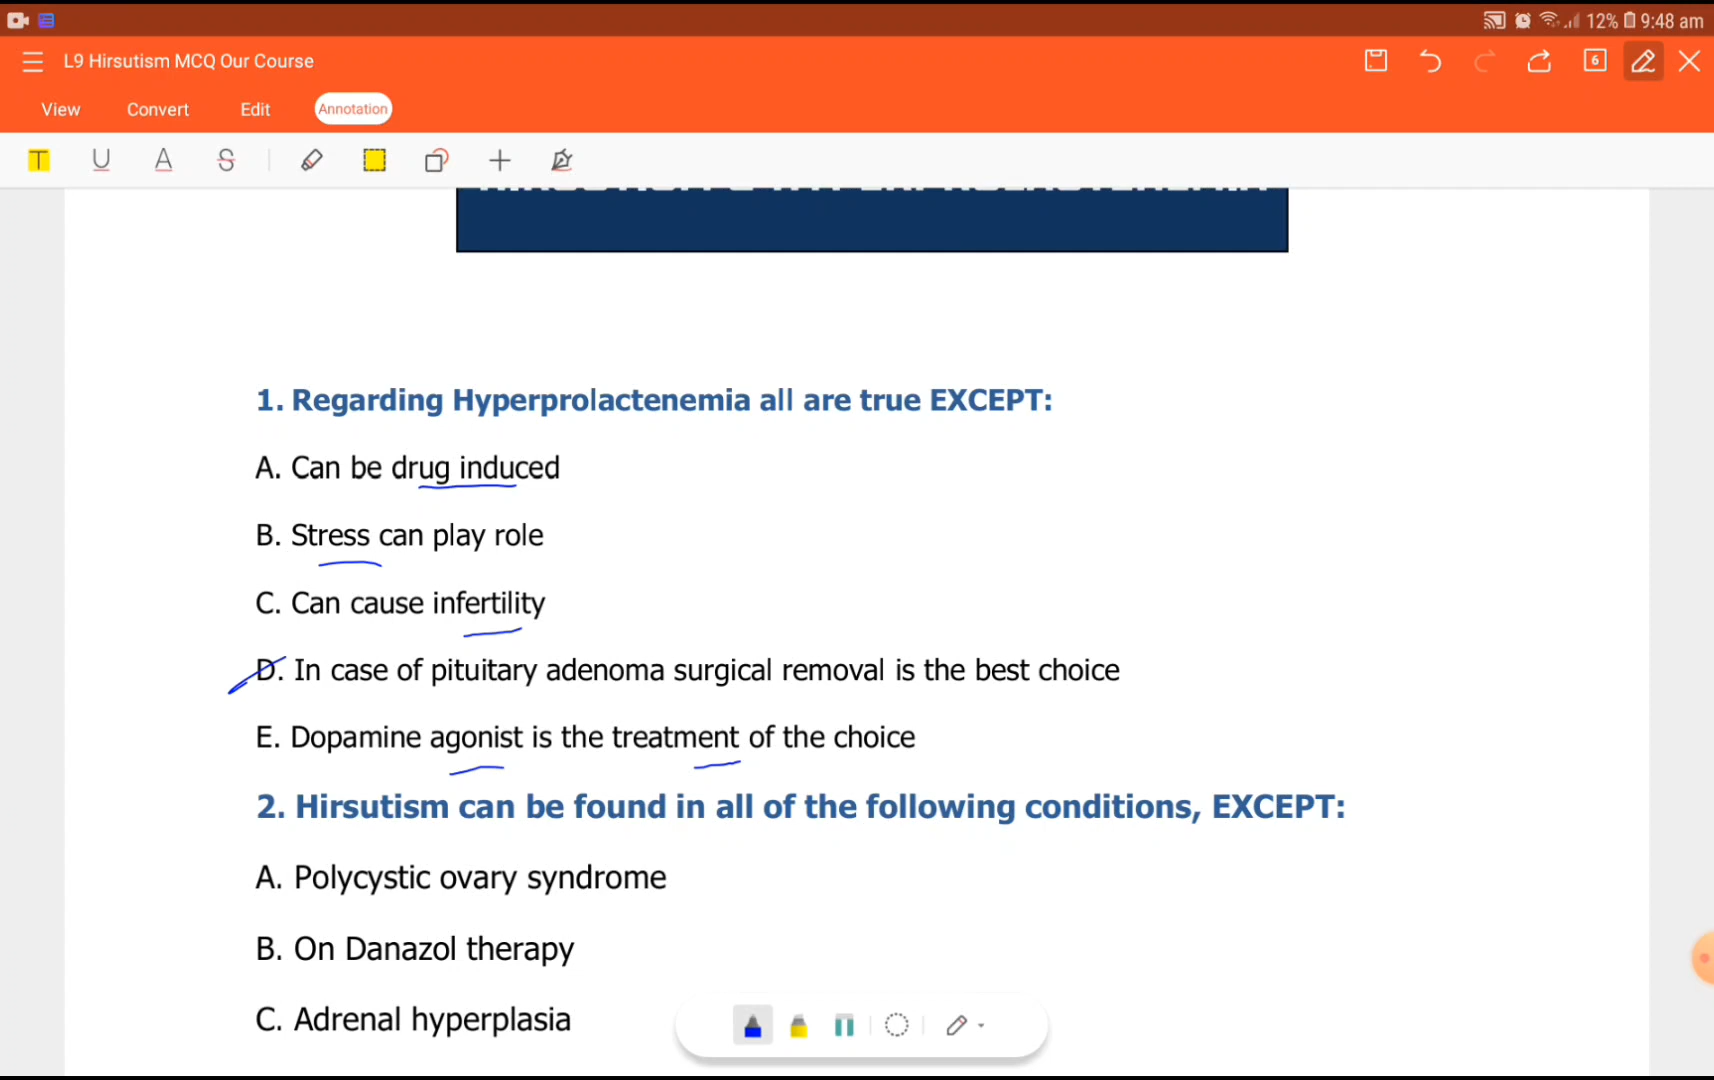 12% 9:48 am
L9 Hirsutism MCQ Our Course
6
View Convert Edit Annotation
T U A S
1. Regarding Hyperprolactenemia all are true EXCEPT:
A. Can be drug induced
B. Stress can play role
C. Can cause infertility
D. In case of pituitary adenoma surgical removal is the best choice
E. Dopamine agonist is the treatment of the choice
2. Hirsutism can be found in all of the following conditions, EXCEPT:
A. Polycystic ovary syndrome
B. On Danazol therapy
C. Adrenal hyperplasia